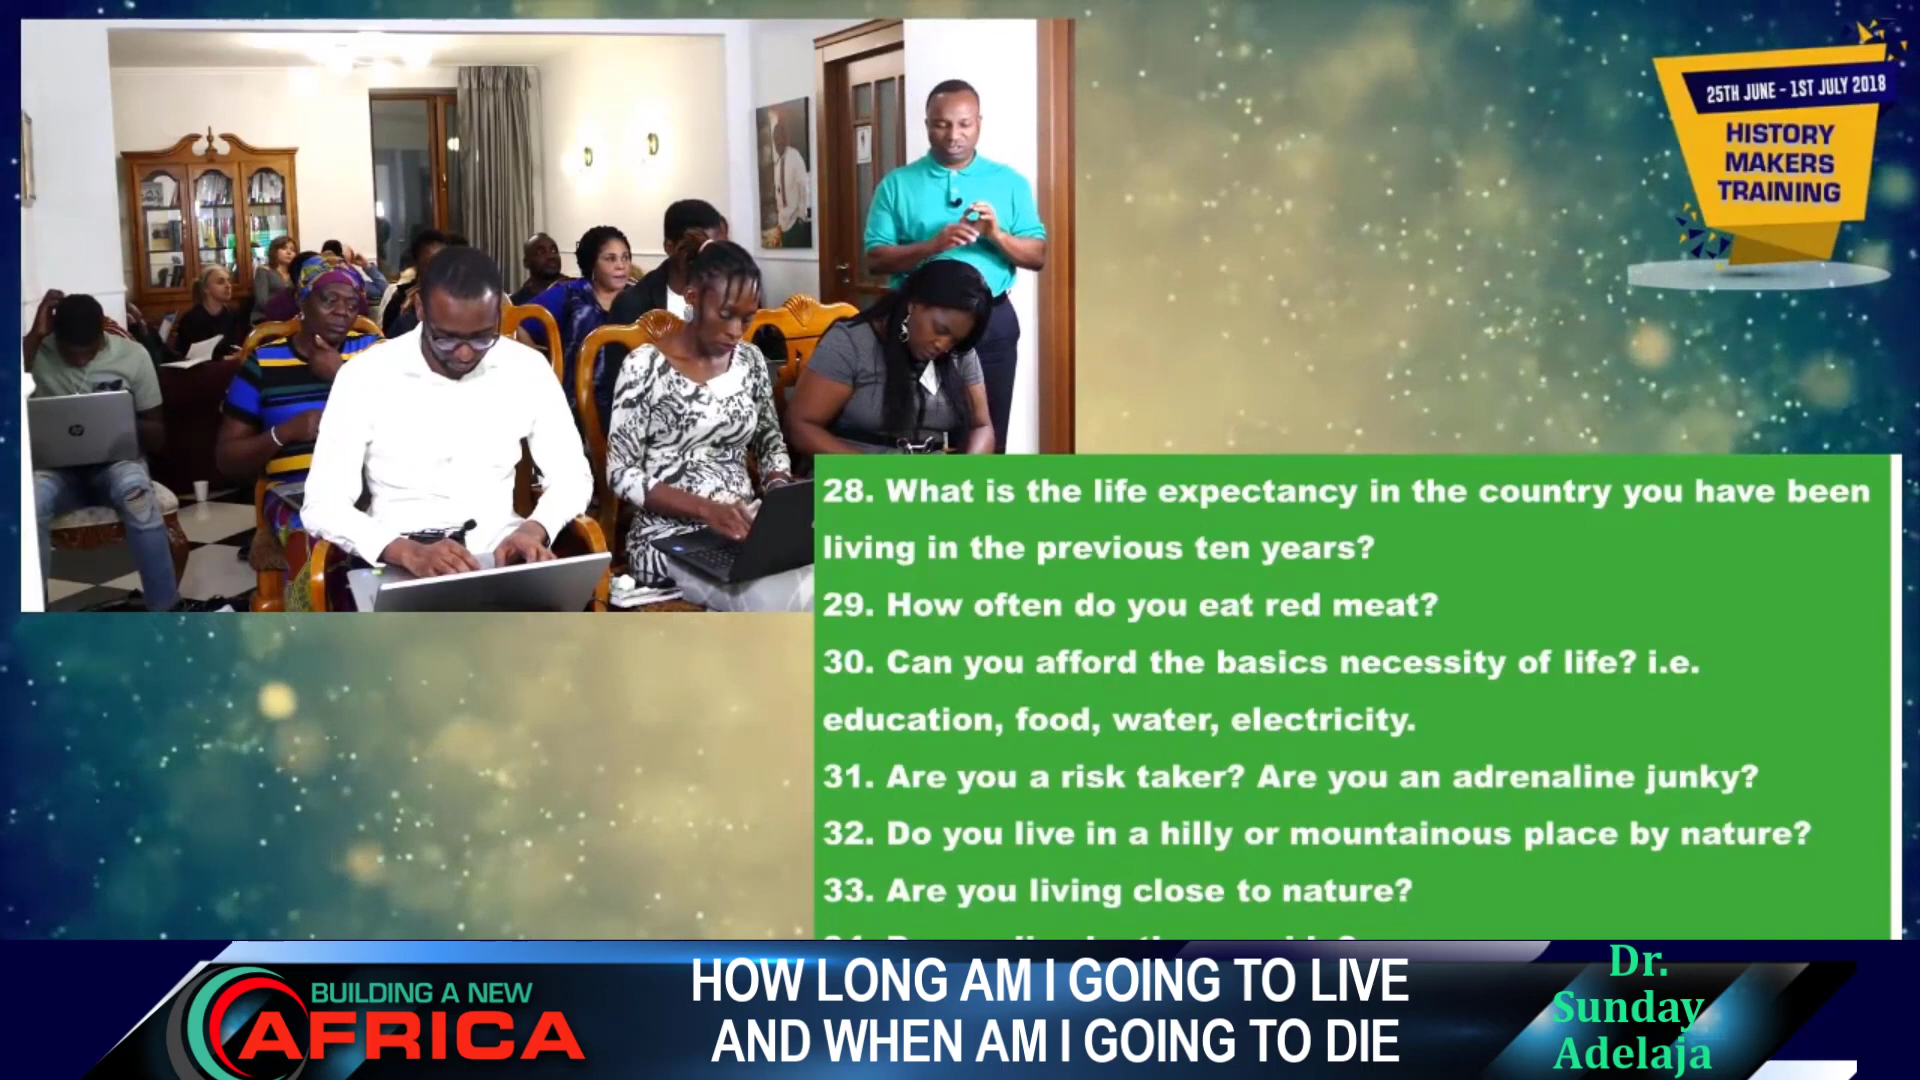 25TH JUNE - 1ST JULY 2018
HISTORY
MAKERS
TRAINING
28. What is the life expectancy in the country you have been
living in the previous ten years?
29. How often do you eat red meat?
30. Can you afford the basics necessity of life? i.e.
education, food, water, electricity.
31. Are you a risk taker? Are you an adrenaline junky?
32. Do you live in a hilly or mountainous place by nature?
33. Are you living close to nature?
BUILDING A NEW
AFRICA
HOW LONG AM I GOING TO LIVE
AND WHEN AM I GOING TO DIE
Dr.
Sunday
Adelaja